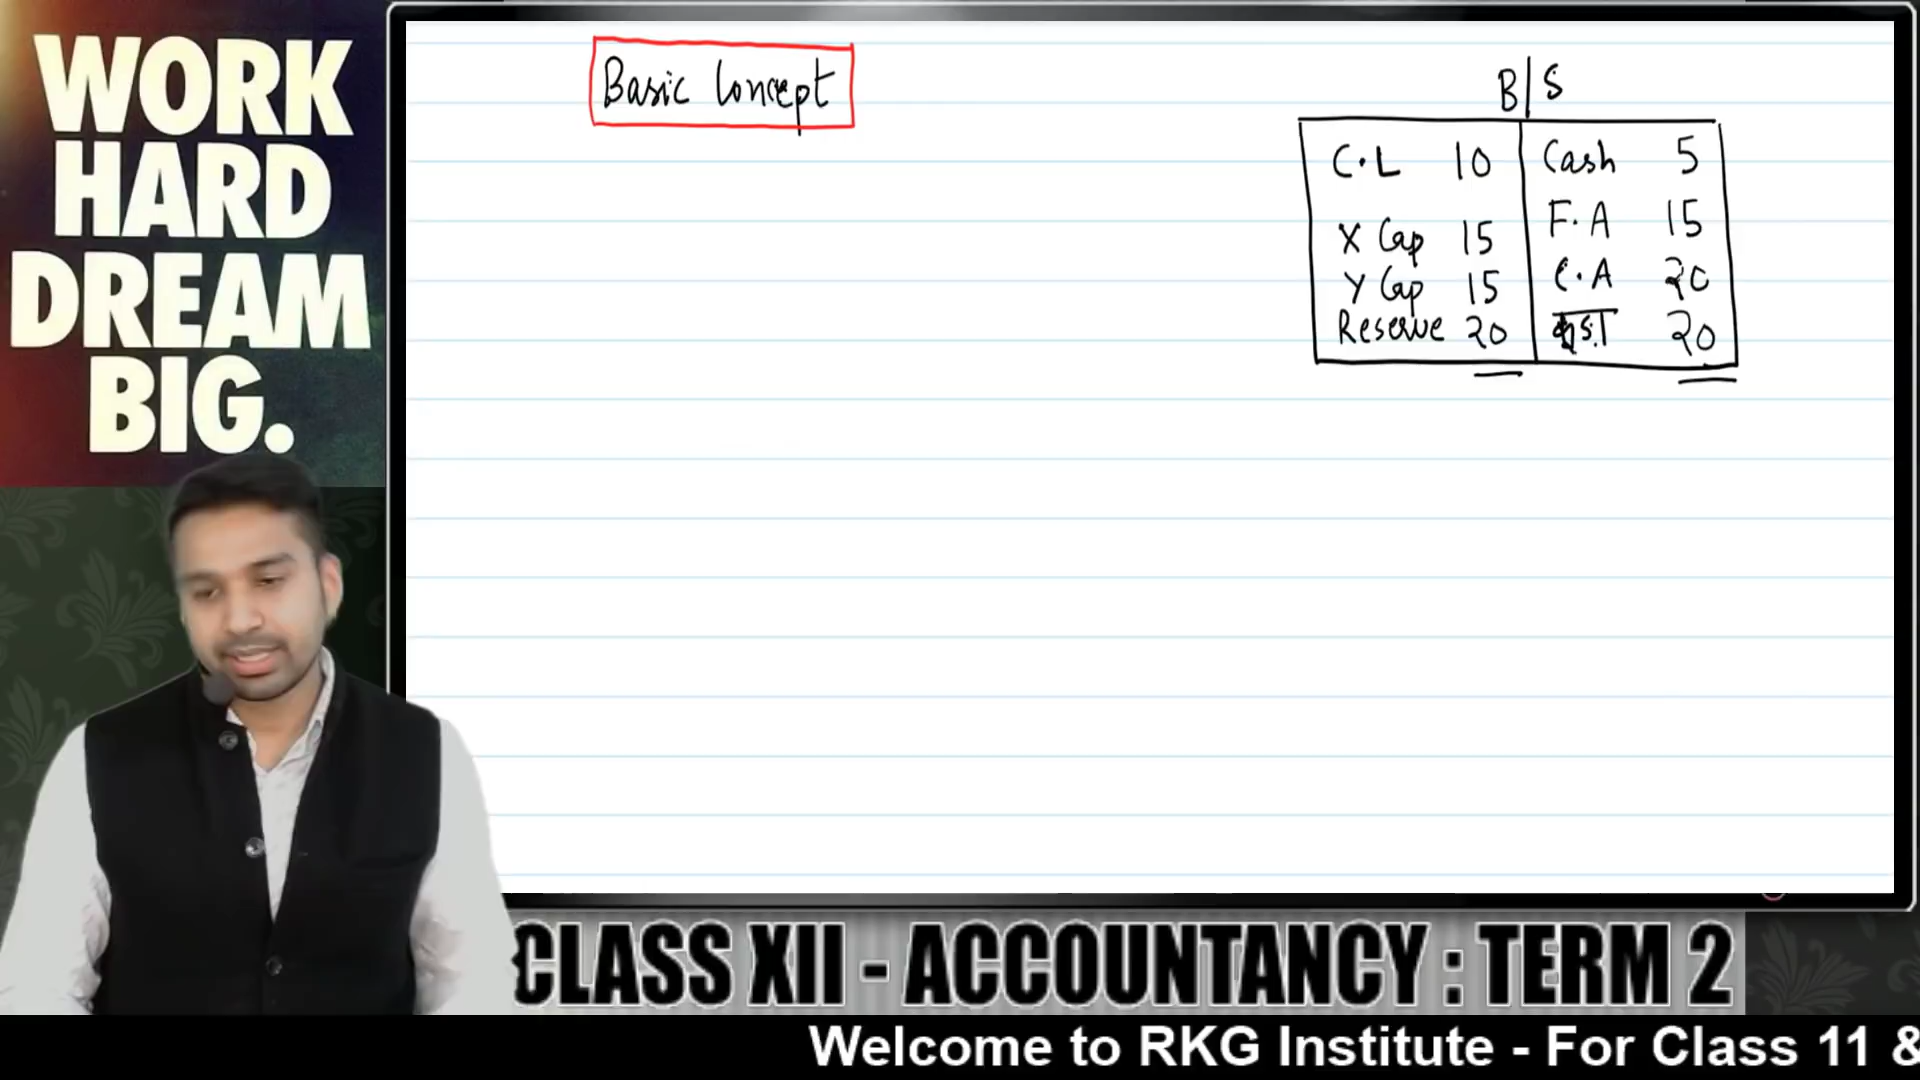 WORK
HARD
DREAM
BIG.
Basic Concept
B/S
C.L 10 Cash 5
X Cap 15 F.A 15
Y Cap 15 C.A 20
Reserve 20 20
CLASS XII - ACCOUNTANCY : TERM 2
Welcome to RKG Institute - For Class 11 &